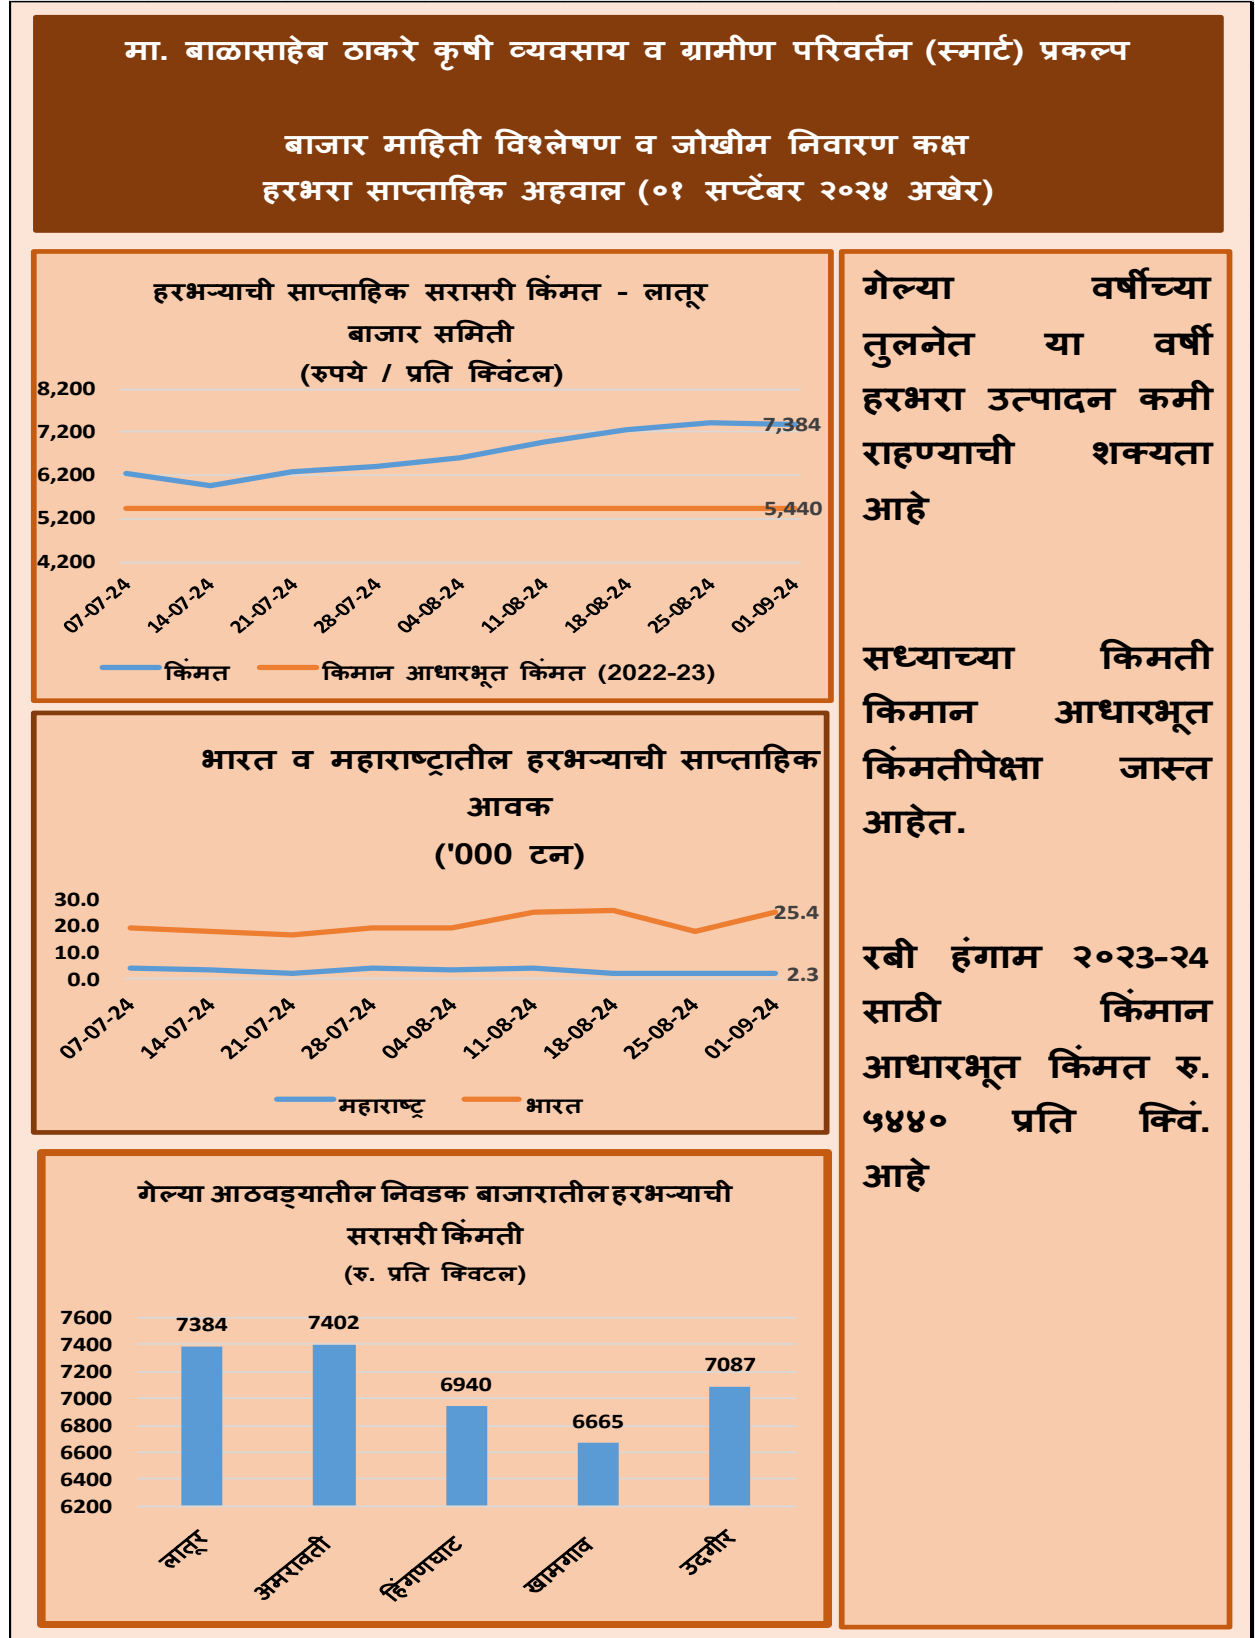 मा. बाळासाहेब ठाकरे कृषी व्यवसाय व ग्रामीण परिवर्तन (स्मार्ट) प्रकल्प
बाजार माहिती विश्लेषण व जोखीम निवारण कक्ष
हरभरा साप्ताहिक अहवाल (०१ सप्टेंबर २०२४ अखेर)
हरभऱ्याची साप्ताहिक सरासरी किंमत - लातूर
बाजार समिती
(रुपये / प्रति क्विंटल)
8,200
7,200
6,200
5,200
4,200
7,384
5,440
07-07-24
14-07-24
21-07-24
28-07-24
04-08-24
11-08-24
18-08-24
25-08-24
01-09-24
किंमत
किमान आधारभूत किंमत (2022-23)
भारत व महाराष्ट्रातील हरभऱ्याची साप्ताहिक
आवक
('000 टन)
30.0
20.0
10.0
0.0
25.4
2.3
07-07-24
14-07-24
21-07-24
28-07-24
04-08-24
11-08-24
18-08-24
25-08-24
01-09-24
महाराष्ट्र
भारत
गेल्या आठवड्यातील निवडक बाजारातील हरभऱ्याची
सरासरी किंमती
(रु. प्रति क्विटल)
7600
7400
7200
7000
6800
6600
6400
6200
7384
7402
6940
6665
7087
लातूर
अमरावती
हिंगणघाट
खामगाव
उदगीर
गेल्या वर्षीच्या
तुलनेत या वर्षी
हरभरा उत्पादन कमी
राहण्याची शक्यता
आहे
सध्याच्या किमती
किमान आधारभूत
किंमतीपेक्षा जास्त
आहेत.
रबी हंगाम २०२३-२४
साठी किंमान
आधारभूत किंमत रु.
५४४० प्रति क्विं.
आहे